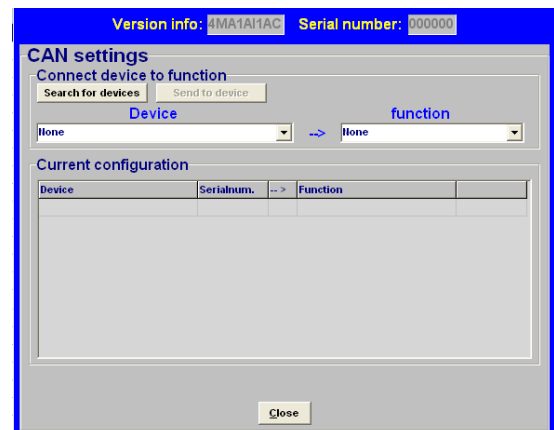 Version info: 4MA1AI1AC Serial number: 000000
CAN settings
Connect device to function
Search for devices Send to device
Device function
None --> None
Current configuration
Device Serialnum. --> Function
Close